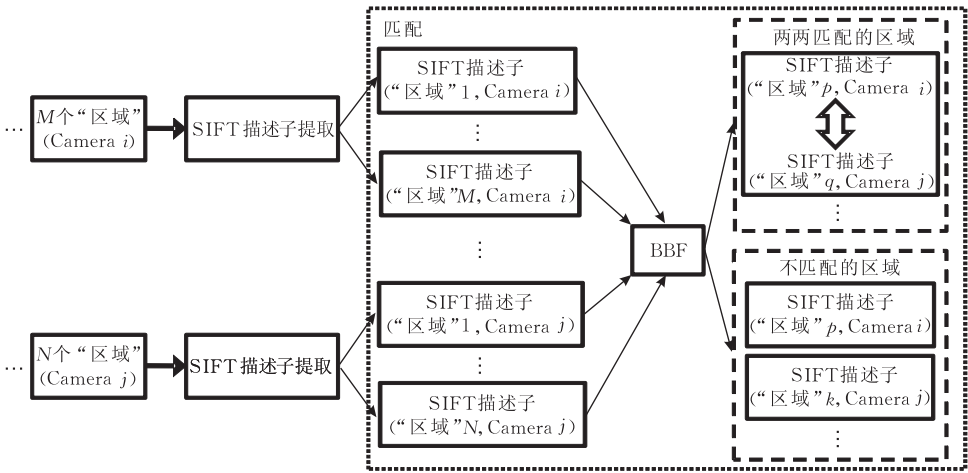 匹配
… M个“区域”
(Camera i)
SIFT描述子提取
SIFT描述子
(“区域”1, Camera i)
⋮
SIFT描述子
(“区域”M, Camera i)
⋮
… N个“区域”
(Camera j)
SIFT描述子提取
SIFT描述子
(“区域”1, Camera j)
⋮
SIFT描述子
(“区域”N, Camera j)
BBF
两两匹配的区域
SIFT描述子
(“区域”p, Camera i)
SIFT描述子
(“区域”q, Camera j)
⋮
不匹配的区域
SIFT描述子
(“区域”p, Camera i)
SIFT描述子
(“区域”k, Camera j)
⋮